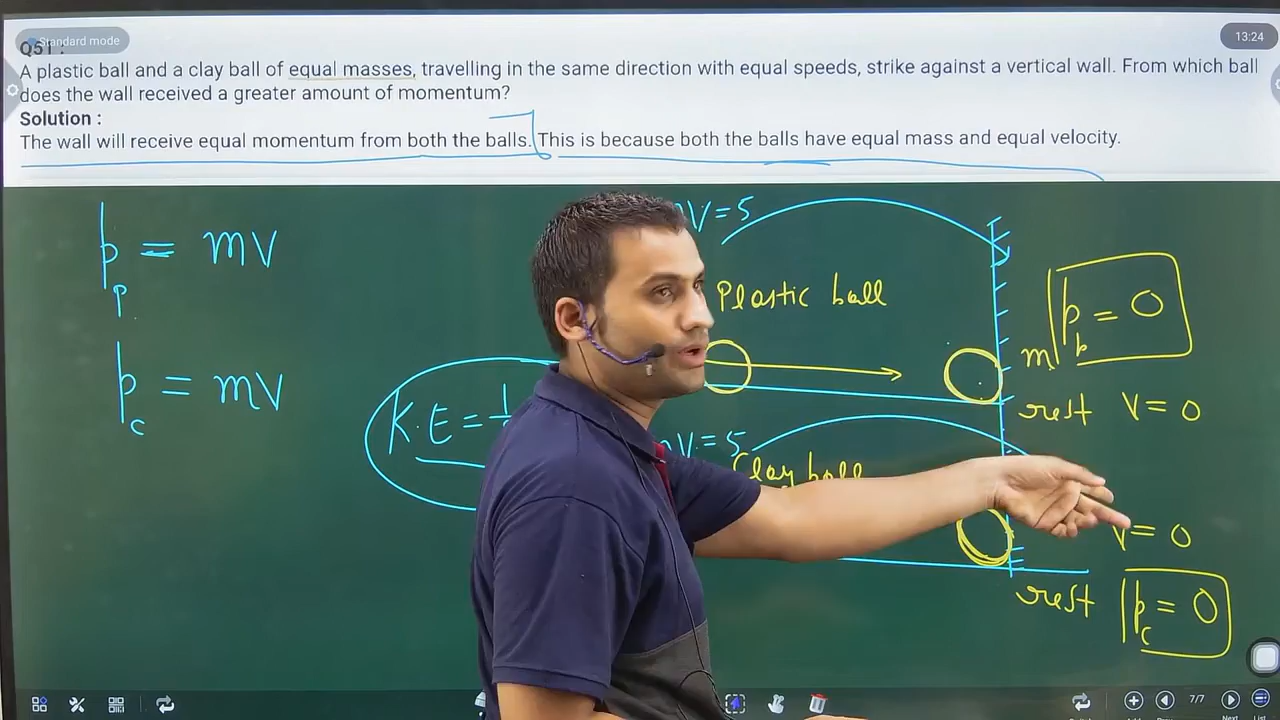 Standard mode
13:24
Q51 :
A plastic ball and a clay ball of equal masses, travelling in the same direction with equal speeds, strike against a vertical wall. From which ball
does the wall received a greater amount of momentum?
Solution :
The wall will receive equal momentum from both the balls. This is because both the balls have equal mass and equal velocity.
p_p = mv
p_c = mv
K.E = 1
V = 5
Plastic ball
m
p_p = 0
rest v = 0
V = 5
Clay ball
v = 0
rest
p_c = 0
7/7